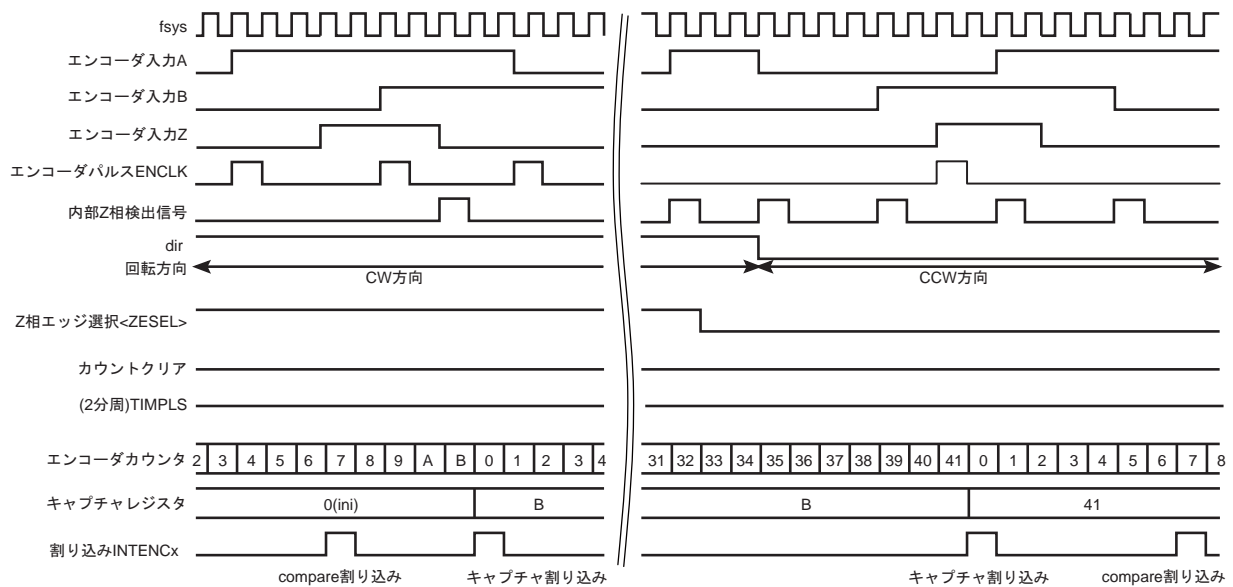 fsys
エンコーダ入力A
エンコーダ入力B
エンコーダ入力Z
エンコーダパルスENCLK
内部Z相検出信号
dir
回転方向
CW方向
CCW方向
Z相エッジ選択<ZESEL>
カウントクリア
(2分周)TIMPLS
エンコーダカウンタ 2 3 4 5 6 7 8 9 A B 0 1 2 3 4 31 32 33 34 35 36 37 38 39 40 41 0 1 2 3 4 5 6 7 8
キャプチャレジスタ 0(ini) B B 41
割り込みINTENCx
compare割り込み キャプチャ割り込み キャプチャ割り込み compare割り込み